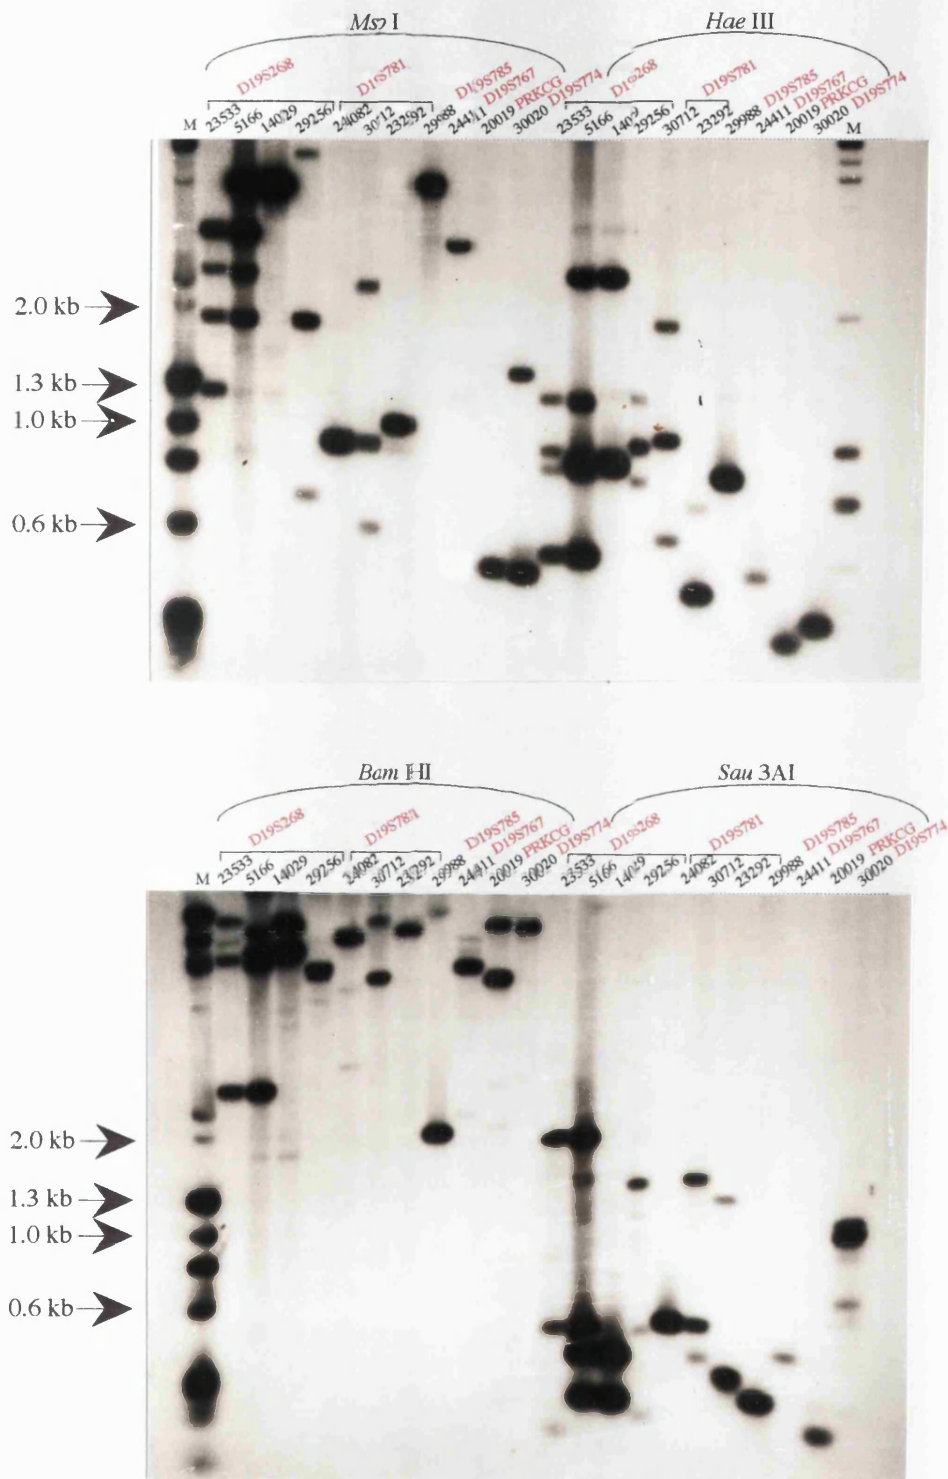 Msp I Hae III
D19S268 D19S781 D19S785 D19S767 PRKCG D19S774 D19S268 D19S781 D19S785 D19S767 PRKCG D19S774
M 23533 5166 14029 29256 24082 30712 23292 29988 24411 20019 30020 23533 5166 14029 29256 30712 23292 29988 24411 20019 30020 M
2.0 kb
1.3 kb
1.0 kb
0.6 kb
Bam HI Sau 3AI
D19S268 D19S781 D19S785 D19S767 PRKCG D19S774 D19S268 D19S781 D19S785 D19S767 PRKCG D19S774
M 23533 5166 14029 29256 24082 30712 23292 29988 24411 20019 30020 23533 5166 14029 29256 24082 30712 23292 29988 24411 20019 30020
2.0 kb
1.3 kb
1.0 kb
0.6 kb